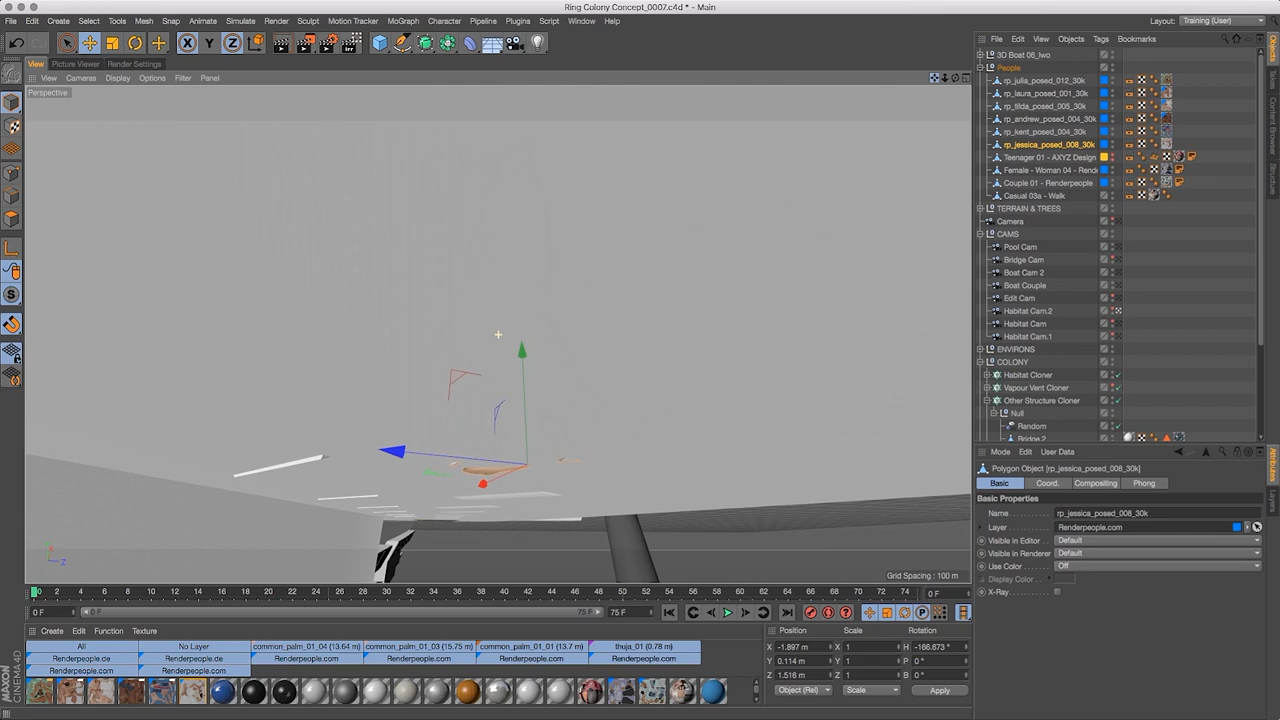 Ring Colony Concept_0007.c4d * - Main
File Edit Create Select Tools Mesh Snap Animate Simulate Render Sculpt Motion Tracker MoGraph Character Pipeline Plugins Script Window Help
Layout: Training (User)
X Y Z
File Edit View Objects Tags Bookmarks
View Picture Viewer Render Settings
View Cameras Display Options Filter Panel
Perspective
3D Boat 06_lwo
People
rp_julia_posed_012_30k
rp_laura_posed_001_30k
rp_tilda_posed_005_30k
rp_andrew_posed_004_30k
rp_kent_posed_004_30k
rp_jessica_posed_008_30k
Teenager 01 - AXYZ Design
Female - Woman 04 - Rende
Couple 01 - Renderpeople
Casual 03a - Walk
TERRAIN & TREES
Camera
CAMS
Pool Cam
Bridge Cam
Boat Cam 2
Boat Couple
Edit Cam
Habitat Cam.2
Habitat Cam
Habitat Cam.1
ENVIRONS
COLONY
Habitat Cloner
Vapour Vent Cloner
Other Structure Cloner
Null
Random
Bridge.2
Objects
Takes
Content Browser
Structure
Attributes
Layers
Mode Edit User Data
Polygon Object [rp_jessica_posed_008_30k]
Basic Coord. Compositing Phong
Basic Properties
Name rp_jessica_posed_008_30k
Layer Renderpeople.com
Visible in Editor Default
Visible in Renderer Default
Use Color Off
Display Color
X-Ray
Z
Grid Spacing : 100 m
0 2 4 6 8 10 12 14 16 18 20 22 24 26 28 30 32 34 36 38 40 42 44 46 48 50 52 54 56 58 60 62 64 66 68 70 72 74 0 F
0 F 0 F 75 F 75 F
Create Edit Function Texture
All No Layer common_palm_01_04 (13.64 m) common_palm_01_03 (15.75 m) common_palm_01_01 (13.7 m) thuja_01 (0.78 m)
Renderpeople.de Renderpeople.de Renderpeople.com Renderpeople.com Renderpeople.com Renderpeople.com
Renderpeople.com Renderpeople.com
Position Scale Rotation
X -1.897 m X 1 H -166.673 °
Y 0.114 m Y 1 P 0 °
Z 1.516 m Z 1 B 0 °
Object (Rel) Scale Apply
MAXON CINEMA 4D